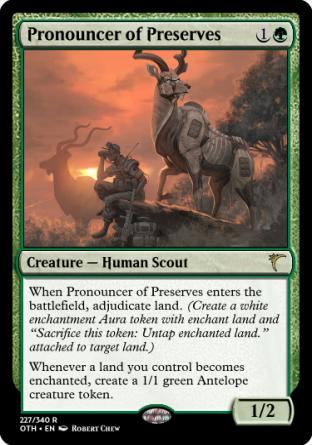 Pronouncer of Preserves 1
Creature — Human Scout
When Pronouncer of Preserves enters the
battlefield, adjudicate land. (Create a white
enchantment Aura token with enchant land and
“Sacrifice this token: Untap enchanted land.”
attached to target land.)
Whenever a land you control becomes
enchanted, create a 1/1 green Antelope
creature token.
1/2
227/340 R
OTH • EN Robert Chew